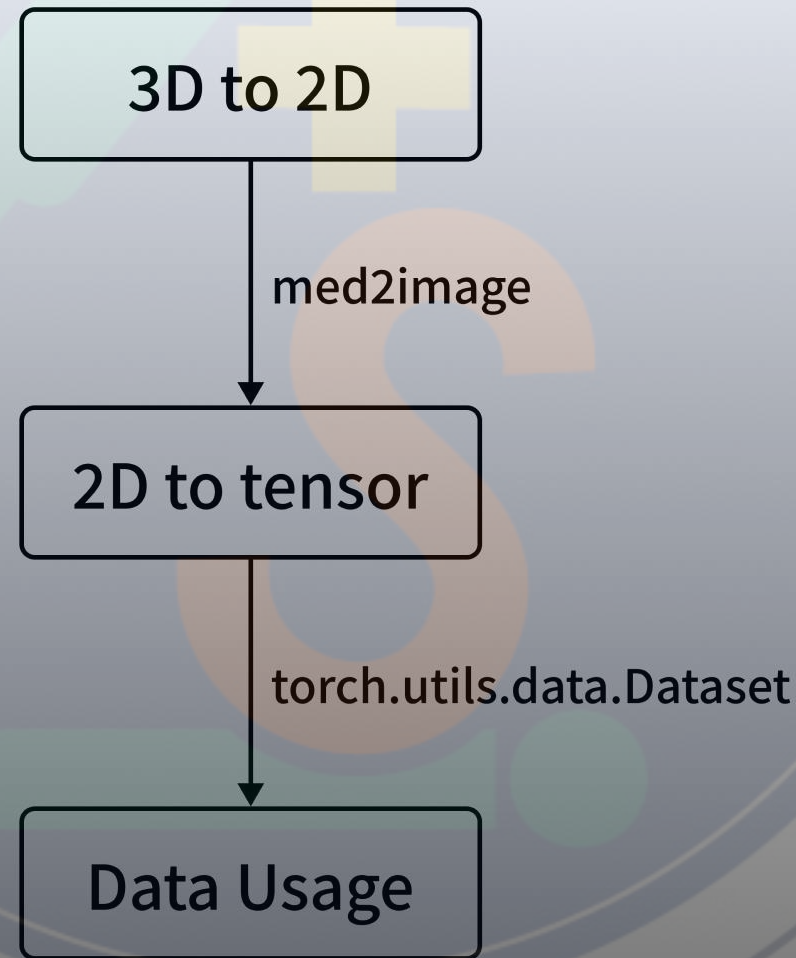 3D to 2D
med2image
2D to tensor
torch.utils.data.Dataset
Data Usage